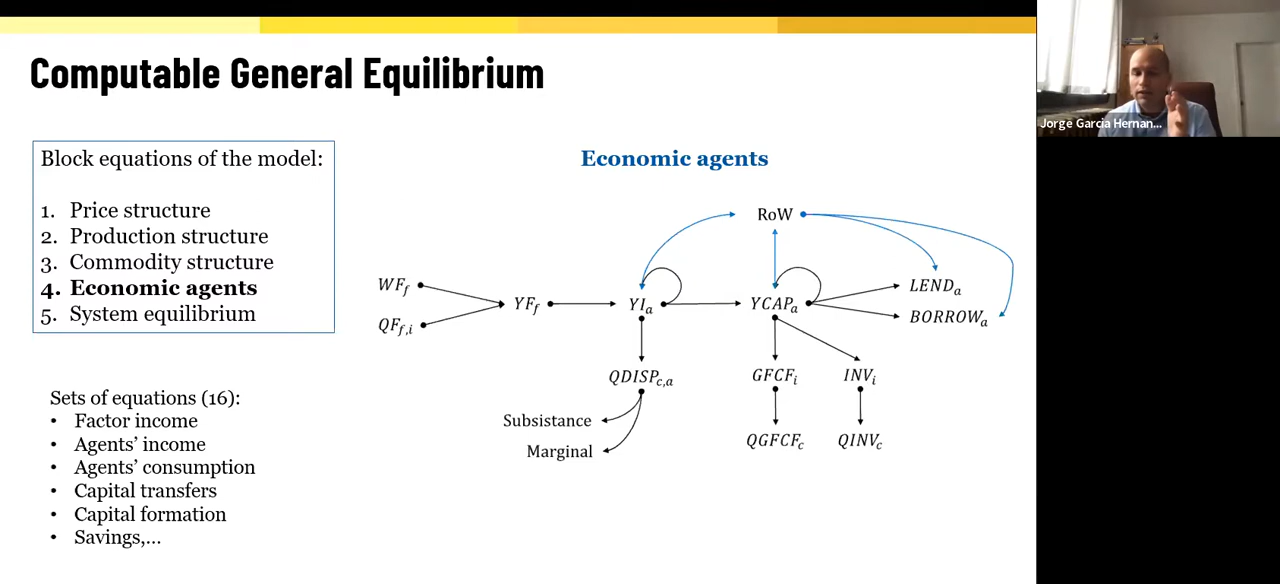 Computable General Equilibrium
Jorge Garcia Hernan...
Block equations of the model:
1. Price structure
2. Production structure
3. Commodity structure
4. Economic agents
5. System equilibrium
Sets of equations (16):
• Factor income
• Agents' income
• Agents' consumption
• Capital transfers
• Capital formation
• Savings,...
Economic agents
RoW
WF_f
QF_{f,i}
YF_f
YI_a
YCAP_a
LEND_a
BORROW_a
QDISP_{c,a}
GFCF_i
INV_i
Subsistance
Marginal
QGFCF_c
QINV_c